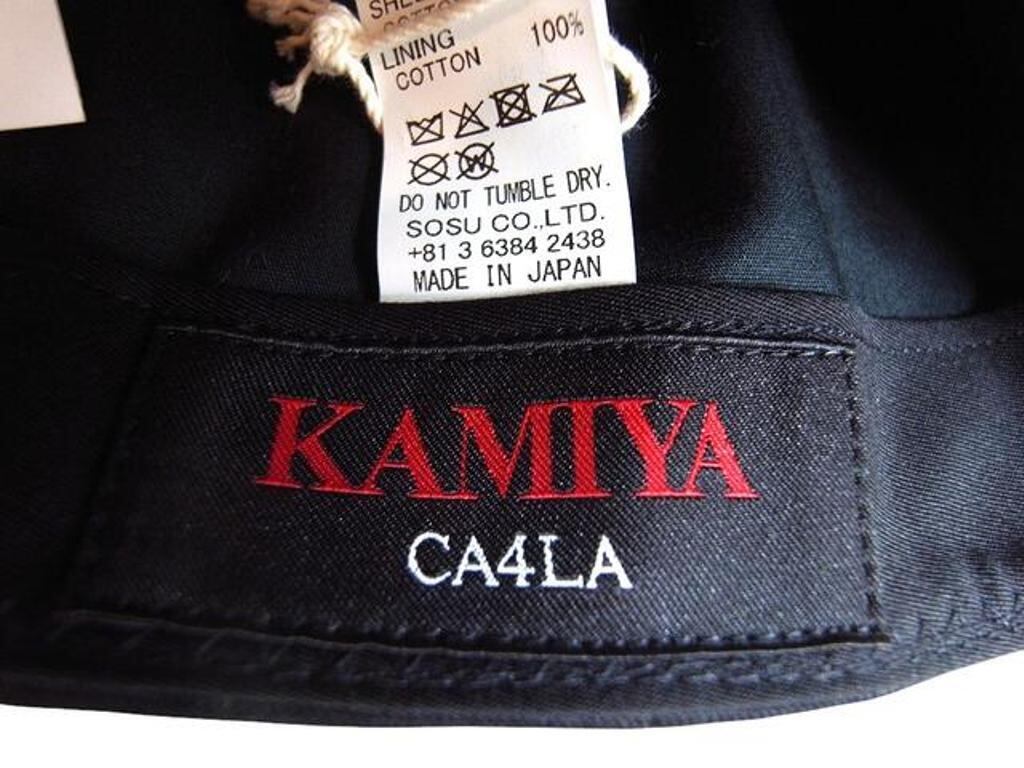 LINING 100%
COTTON
DO NOT TUMBLE DRY.
SOSU CO.,LTD.
+81 3 6384 2438
MADE IN JAPAN
KAMIYA
CA4LA